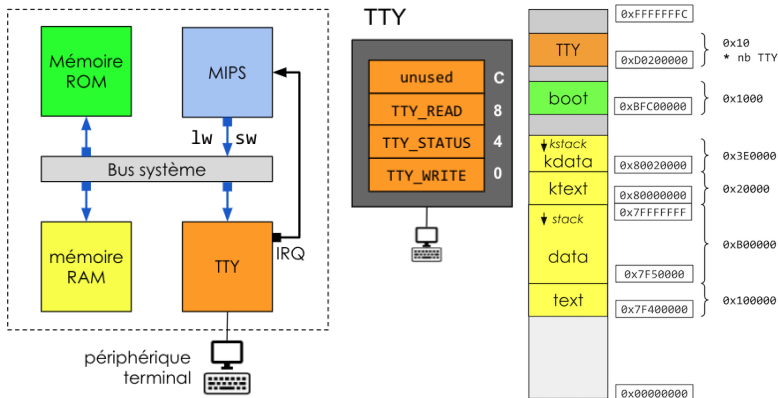 Mémoire
ROM
MIPS
lw
sw
Bus système
mémoire
RAM
TTY
IRQ
périphérique
terminal
TTY
unused
C
TTY_READ
8
TTY_STATUS
4
TTY_WRITE
0
0xFFFFFFFC
TTY
0xD0200000
0x10
* nb TTY
boot
0xBFC00000
0x1000
kstack
kdata
0x80020000
0x3E0000
ktext
0x80000000
0x20000
0x7FFFFFFF
stack
data
0x7F50000
0xB00000
text
0x7F400000
0x100000
0x00000000